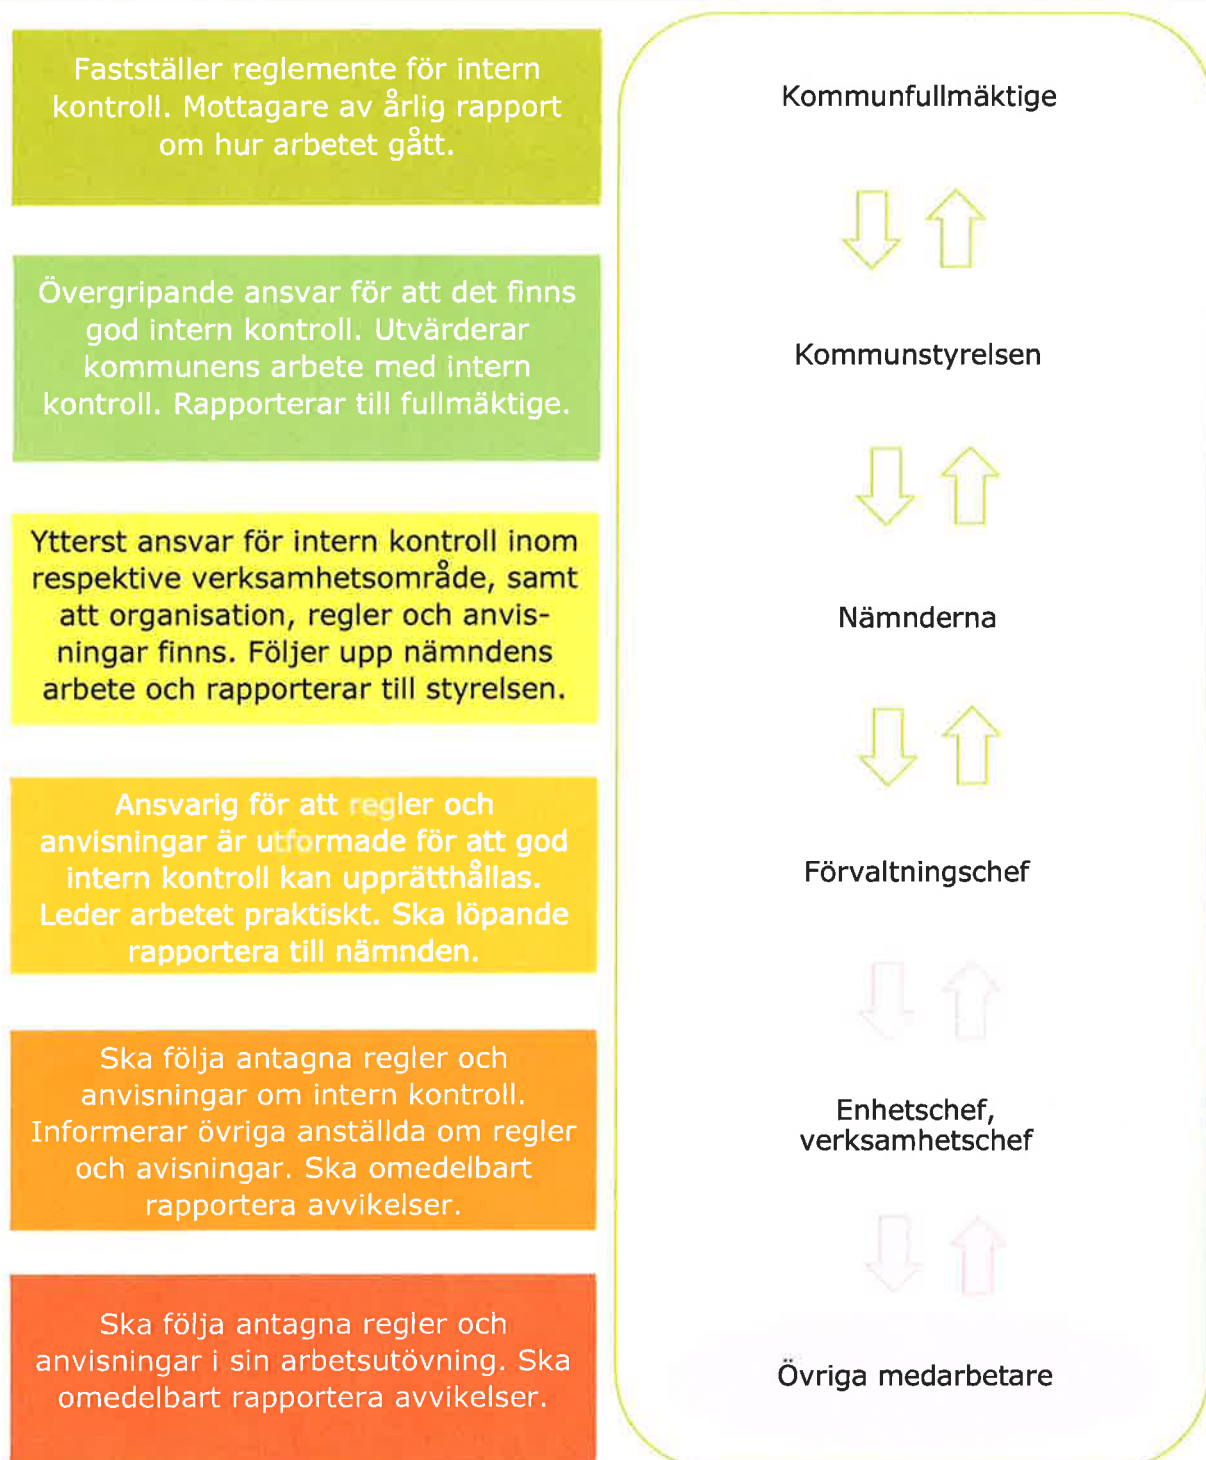 Fastställer reglemente för intern
kontroll. Mottagare av årlig rapport
om hur arbetet gått.
Kommunfullmäktige
Övergripande ansvar för att det finns
god intern kontroll. Utvärderar
kommunens arbete med intern
kontroll. Rapporterar till fullmäktige.
Kommunstyrelsen
Ytterst ansvar för intern kontroll inom
respektive verksamhetsområde, samt
att organisation, regler och anvis-
ningar finns. Följer upp nämndens
arbete och rapporterar till styrelsen.
Nämnderna
Ansvarig för att regler och
anvisningar är utformade för att god
intern kontroll kan upprätthållas.
Leder arbetet praktiskt. Ska löpande
rapportera till nämnden.
Förvaltningschef
Ska följa antagna regler och
anvisningar om intern kontroll.
Informerar övriga anställda om regler
och avisningar. Ska omedelbart
rapportera avvikelser.
Enhetschef,
verksamhetschef
Ska följa antagna regler och
anvisningar i sin arbetsutövning. Ska
omedelbart rapportera avvikelser.
Övriga medarbetare